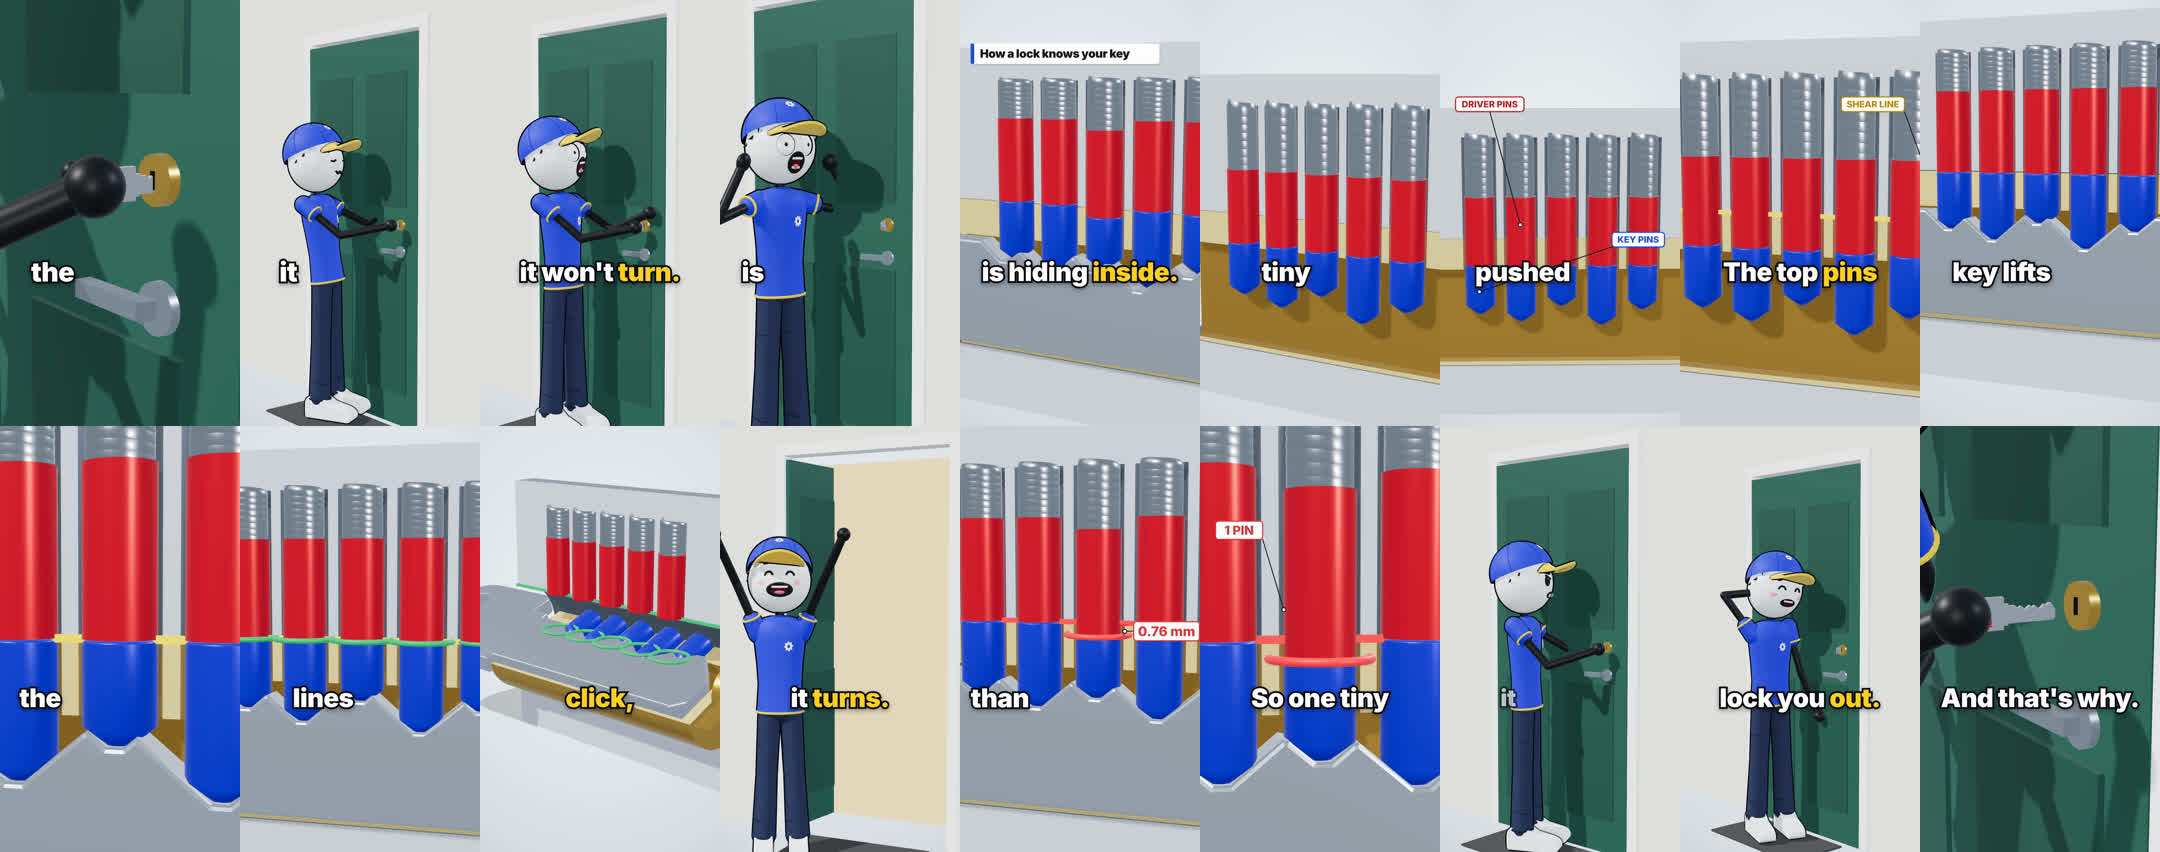 the
it
it won't turn.
is
How a lock knows your key
is hiding inside.
tiny
DRIVER PINS
KEY PINS
pushed
SHEAR LINE
The top pins
key lifts
the
lines
click,
it turns.
0.76 mm
than
1 PIN
So one tiny
it
lock you out.
And that's why.